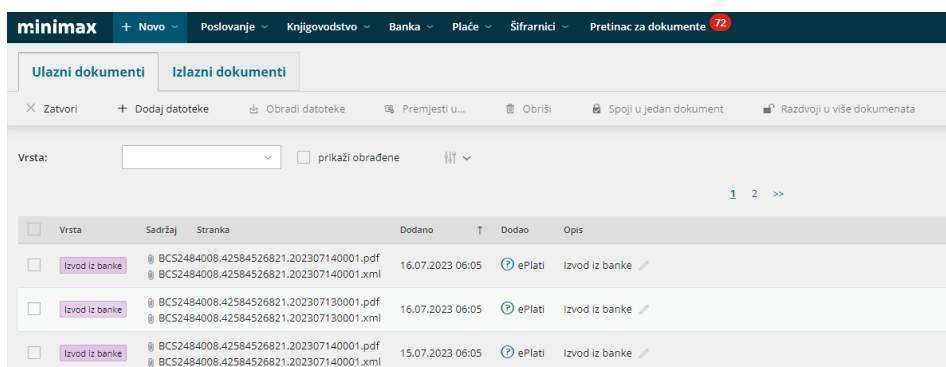 minimax + Novo Poslovanje Knjigovodstvo Banka Plaće Šifrarnici Pretinac za dokumente 72
Ulazni dokumenti Izlazni dokumenti
Zatvori + Dodaj datoteke Obradi datoteke Premjesti u... Obriši Spoji u jedan dokument Razdvoji u više dokumenata
Vrsta: prikaži obrađene
1 2 >>
Vrsta Sadržaj Stranka Dodano ↑ Dodao Opis
Izvod iz banke BCS2484008.42584526821.202307140001.pdf 16.07.2023 06:05 ? ePlati Izvod iz banke
BCS2484008.42584526821.202307140001.xml
Izvod iz banke BCS2484008.42584526821.202307130001.pdf 16.07.2023 06:05 ? ePlati Izvod iz banke
BCS2484008.42584526821.202307130001.xml
Izvod iz banke BCS2484008.42584526821.202307140001.pdf 15.07.2023 06:05 ? ePlati Izvod iz banke
BCS2484008.42584526821.202307140001.xml